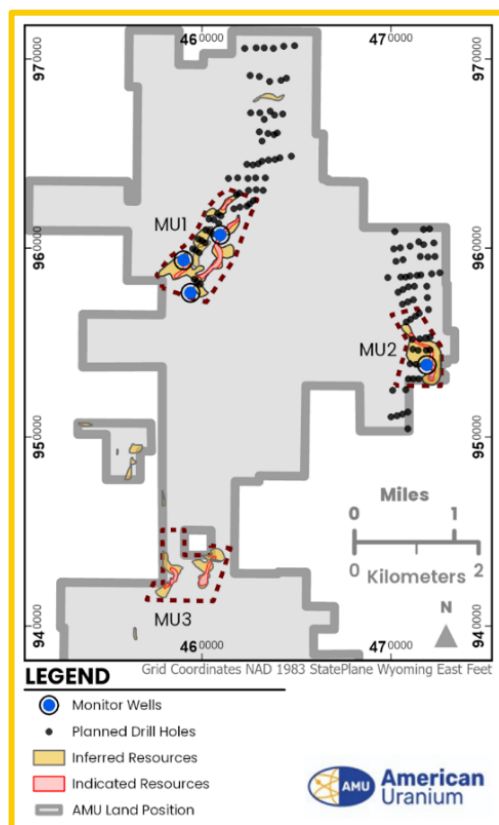 460000
470000
970000
970000
MU1
960000
960000
MU2
950000
950000
Miles
0
1
0
2
Kilometers
N
940000
940000
MU3
460000
470000
LEGEND
Grid Coordinates NAD 1983 StatePlane Wyoming East Feet
Monitor Wells
Planned Drill Holes
Inferred Resources
Indicated Resources
AMU Land Position
AMU
American
Uranium